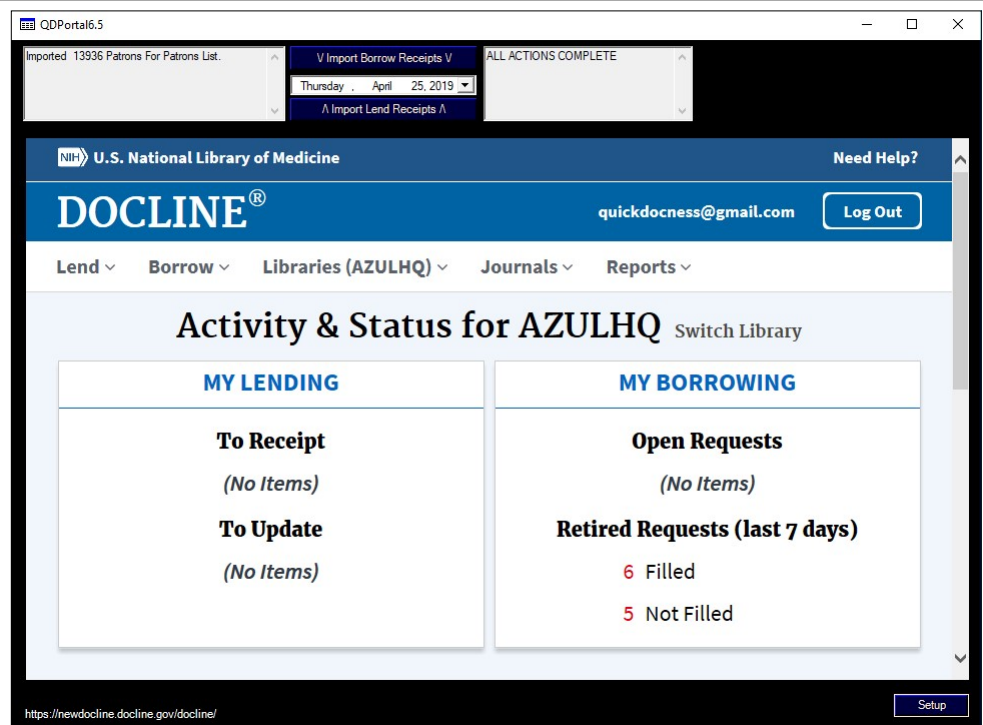 QDPortal6.5
Imported 13936 Patrons For Patrons List.
\/ Import Borrow Receipts \/
ALL ACTIONS COMPLETE
Thursday , April 25, 2019
/\ Import Lend Receipts /\
NIH U.S. National Library of Medicine
Need Help?
DOCLINE®
quickdocness@gmail.com
Log Out
Lend Borrow Libraries (AZULHQ) Journals Reports
Activity & Status for AZULHQ Switch Library
MY LENDING
To Receipt
(No Items)
To Update
(No Items)
MY BORROWING
Open Requests
(No Items)
Retired Requests (last 7 days)
6 Filled
5 Not Filled
https://newdocline.docline.gov/docline/
Setup